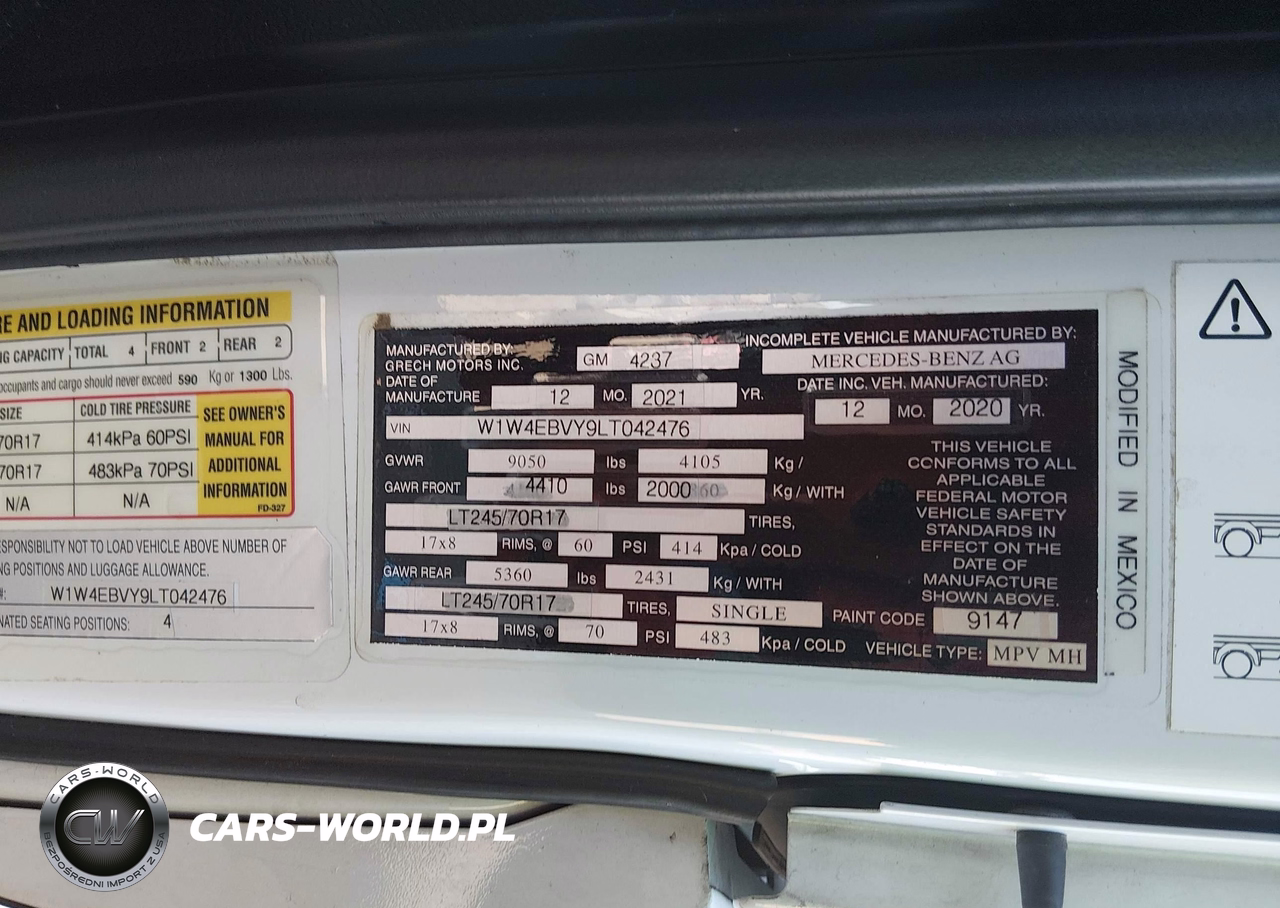 RE AND LOADING INFORMATION
NG CAPACITY TOTAL 4 FRONT 2 REAR 2
occupants and cargo should never exceed 590 Kg or 1300 Lbs.
SIZE COLD TIRE PRESSURE
70R17 414kPa 60PSI
70R17 483kPa 70PSI
N/A N/A
SEE OWNER'S
MANUAL FOR
ADDITIONAL
INFORMATION
FD-327
ESPONSIBILITY NOT TO LOAD VEHICLE ABOVE NUMBER OF
NG POSITIONS AND LUGGAGE ALLOWANCE.
#: W1W4EBVY9LT042476
NATED SEATING POSITIONS: 4
MANUFACTURED BY:
GRECH MOTORS INC.
GM 4237
DATE OF
MANUFACTURE 12 MO. 2021 YR.
VIN W1W4EBVY9LT042476
GVWR 9050 lbs 4105 Kg /
GAWR FRONT 4410 lbs 2000 Kg / WITH
LT245/70R17 TIRES,
17x8 RIMS, @ 60 PSI 414 Kpa / COLD
GAWR REAR 5360 lbs 2431 Kg / WITH
LT245/70R17 TIRES, SINGLE
17x8 RIMS, @ 70 PSI 483 Kpa / COLD
INCOMPLETE VEHICLE MANUFACTURED BY:
MERCEDES-BENZ AG
DATE INC. VEH. MANUFACTURED:
12 MO. 2020 YR.
THIS VEHICLE
CONFORMS TO ALL
APPLICABLE
FEDERAL MOTOR
VEHICLE SAFETY
STANDARDS IN
EFFECT ON THE
DATE OF
MANUFACTURE
SHOWN ABOVE.
PAINT CODE 9147
VEHICLE TYPE: MPV MH
MODIFIED IN MEXICO
CARS-WORLD
CW
BEZPOŚREDNI IMPORT Z USA
CARS-WORLD.PL